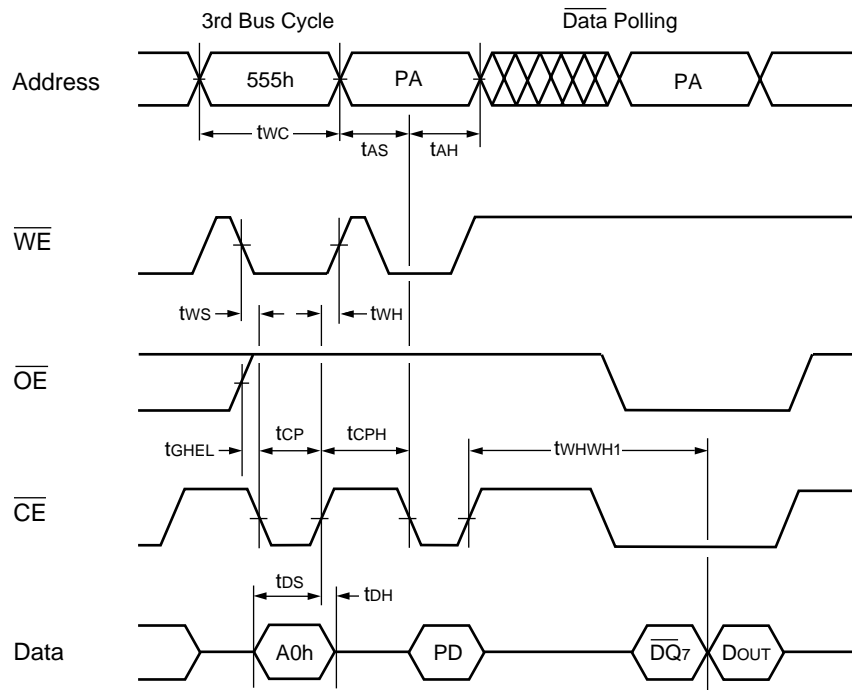 3rd Bus Cycle Data Polling
Address 555h PA PA
tWC tAS tAH
WE
tWS tWH
OE
tGHEL tCP tCPH tWHWH1
CE
tDS tDH
Data A0h PD DQ7 DOUT